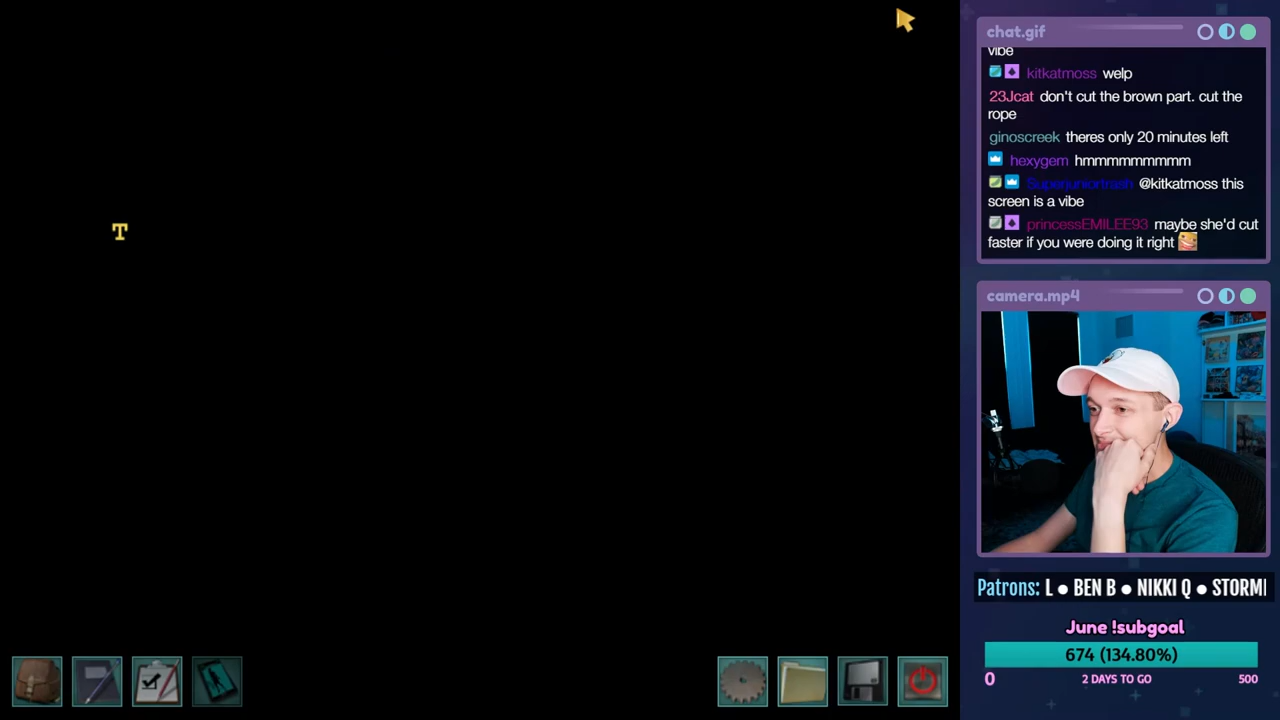 T
chat.gif
vibe
kitkatmoss welp
23Jcat don't cut the brown part. cut the
rope
ginoscreek theres only 20 minutes left
hexygem hmmmmmmmmmm
Superjuniortrash @kitkatmoss this
screen is a vibe
princessEMILEE93 maybe she'd cut
faster if you were doing it right
camera.mp4
Patrons: L ● BEN B ● NIKKI Q ● STORMI
June !subgoal
674 (134.80%)
0 2 DAYS TO GO 500